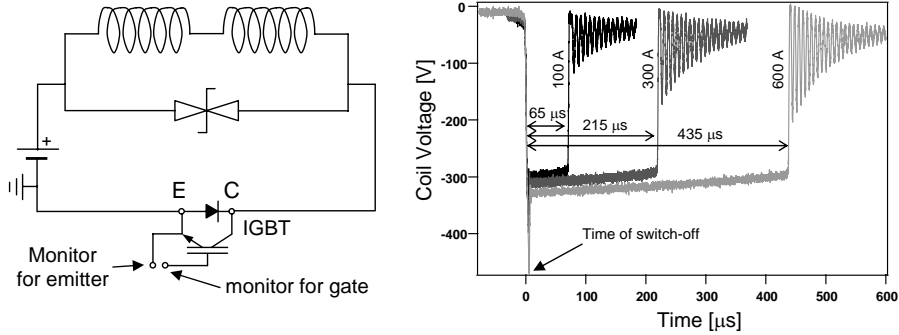 +
E
C
IGBT
Monitor
for emitter
monitor for gate
Coil Voltage [V]
0
-100
-200
-300
-400
100 A
300 A
600 A
65 μs
215 μs
435 μs
Time of switch-off
0
100
200
300
400
500
600
Time [μs]